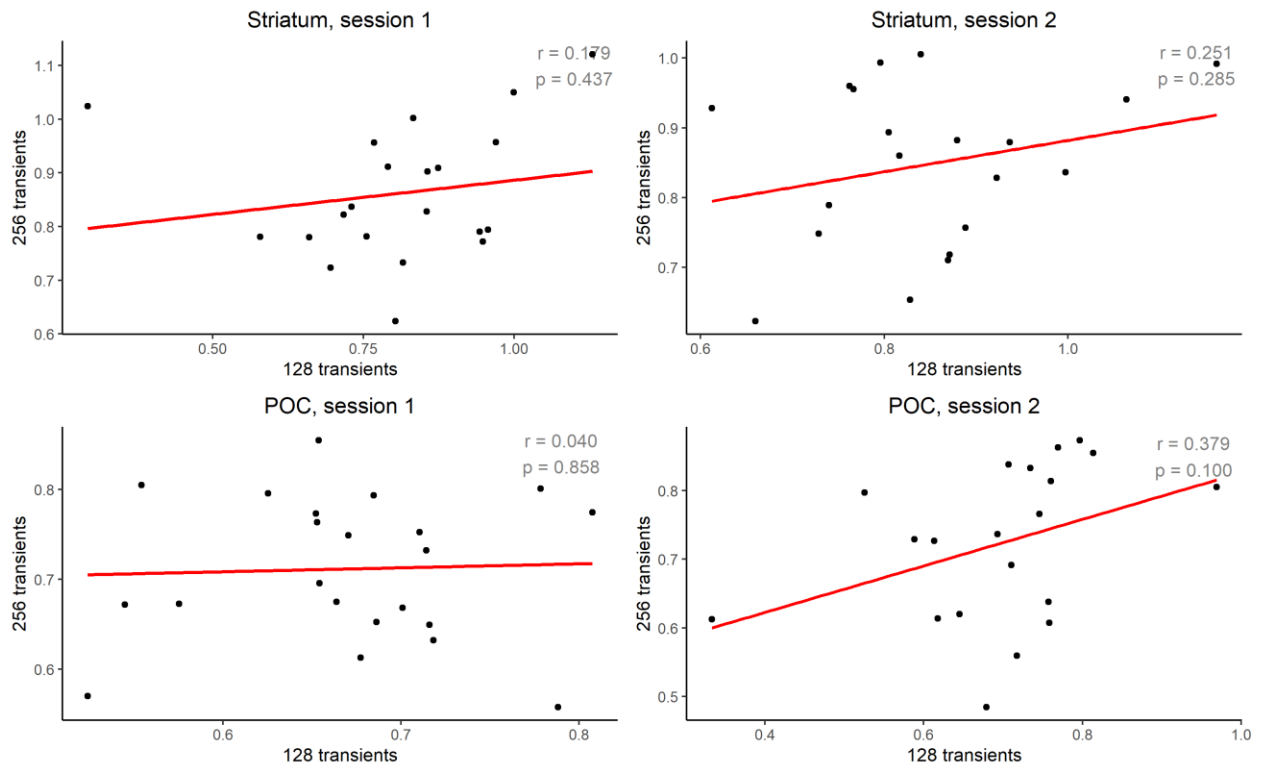 Striatum, session 1
r = 0.179
p = 0.437
1.1
1.0
0.9
0.8
0.7
0.6
256 transients
0.50 0.75 1.00
128 transients
Striatum, session 2
r = 0.251
p = 0.285
1.0
0.9
0.8
0.7
256 transients
0.6 0.8 1.0
128 transients
POC, session 1
r = 0.040
p = 0.858
0.8
0.7
0.6
256 transients
0.6 0.7 0.8
128 transients
POC, session 2
r = 0.379
p = 0.100
0.8
0.7
0.6
0.5
256 transients
0.4 0.6 0.8 1.0
128 transients